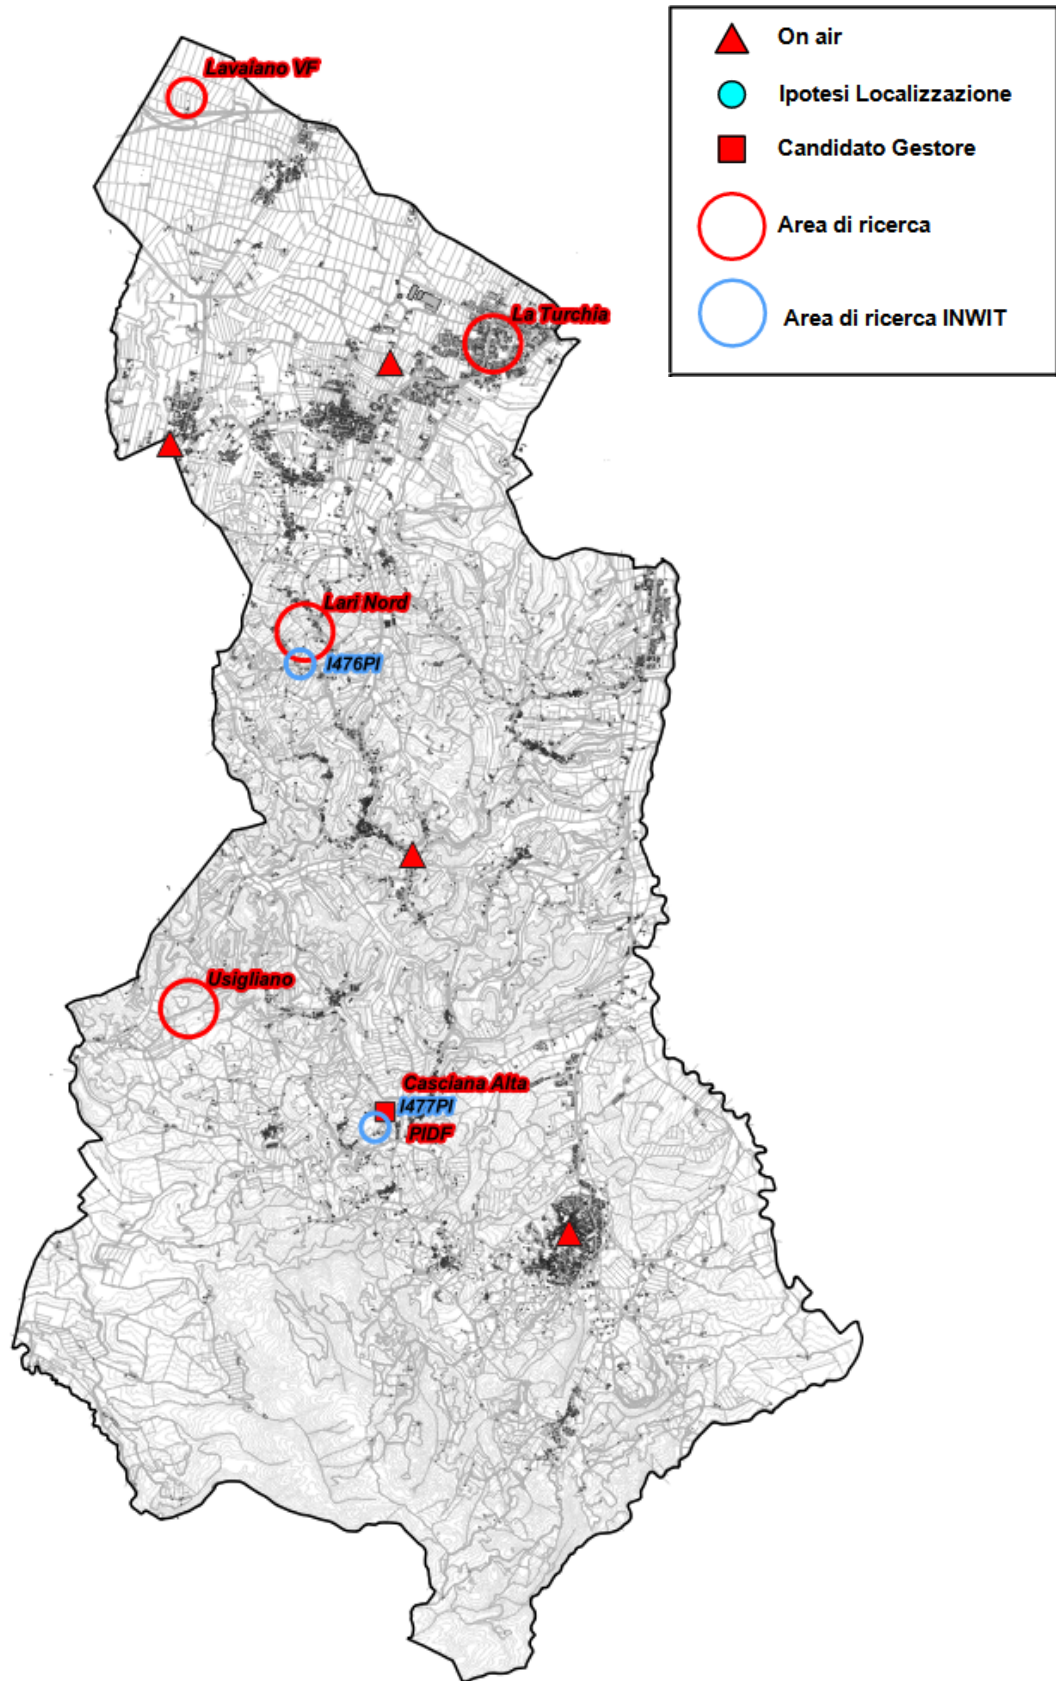 On air
Ipotesi Localizzazione
Candidato Gestore
Area di ricerca
Area di ricerca INWIT
Lavaiano VF
La Turchia
Lari Nord
I476PI
Usigliano
Casciana Alta
I477PI
PIDF